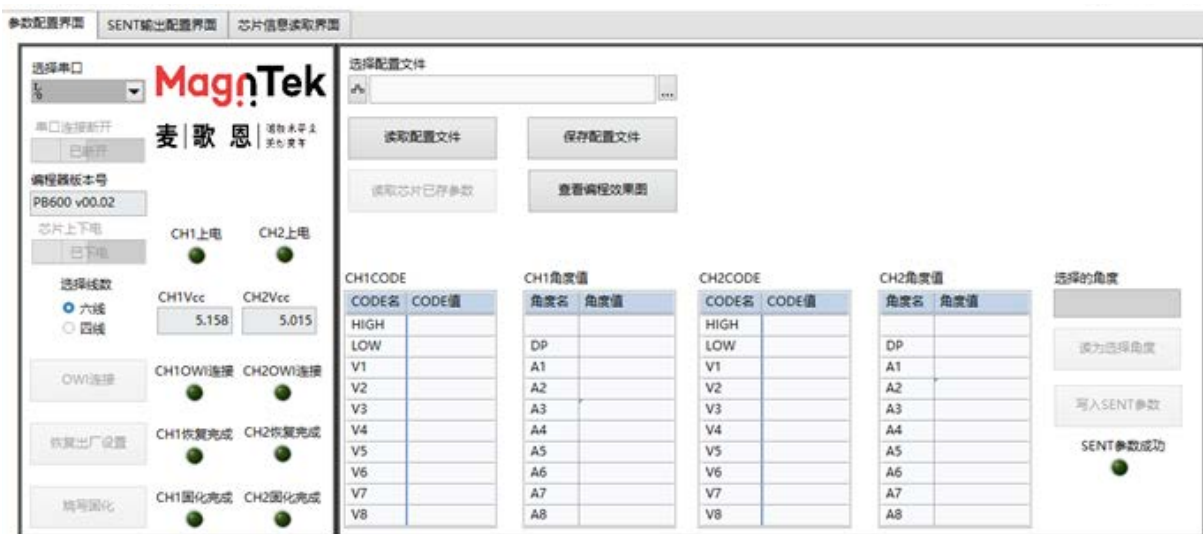 参数配置界面 SENT输出配置界面 芯片信息读取界面
选择串口
MagnTek
麦歌恩
串口连接断开
已断开
编程器版本号
PB600 v00.02
芯片上下电
已下电
CH1上电 CH2上电
选择线数
六线
四线
CH1Vcc CH2Vcc
5.158 5.015
OWI连接
CH1OWI连接 CH2OWI连接
恢复出厂设置
CH1恢复完成 CH2恢复完成
烧写固化
CH1固化完成 CH2固化完成
选择配置文件
...
读取配置文件 保存配置文件
读取芯片已存参数 查看编程效果图
CH1CODE CH1角度值 CH2CODE CH2角度值 选择的角度
CODE名 CODE值 角度名 角度值 CODE名 CODE值 角度名 角度值
HIGH HIGH
LOW DP LOW DP
V1 A1 V1 A1
V2 A2 V2 A2
V3 A3 V3 A3
V4 A4 V4 A4
V5 A5 V5 A5
V6 A6 V6 A6
V7 A7 V7 A7
V8 A8 V8 A8
读为选择角度
写入SENT参数
SENT参数成功